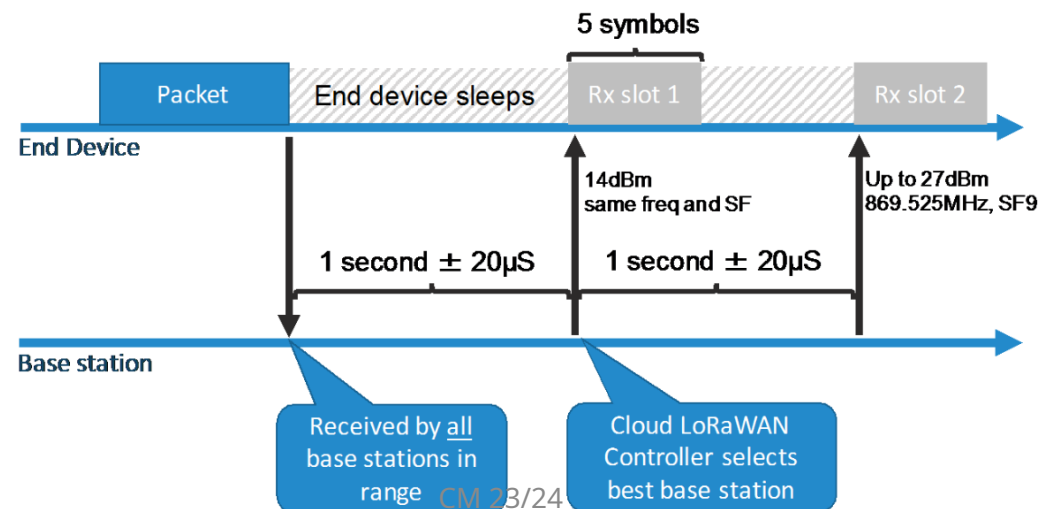 5 symbols
Packet
End device sleeps
Rx slot 1
Rx slot 2
End Device
14dBm
same freq and SF
Up to 27dBm
869.525MHz, SF9
1 second ± 20µS
1 second ± 20µS
Base station
Received by all
base stations in
range
Cloud LoRaWAN
Controller selects
best base station
CM 23/24